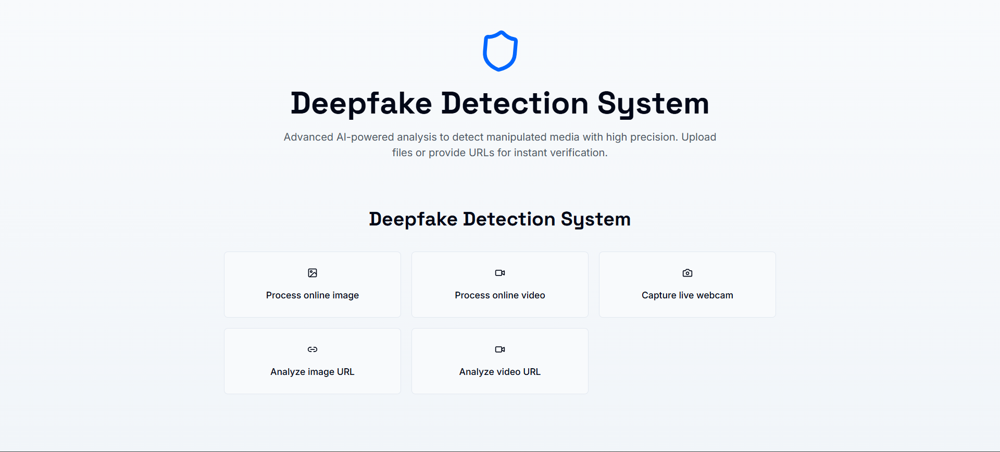 Deepfake Detection System
Advanced AI-powered analysis to detect manipulated media with high precision. Upload
files or provide URLs for instant verification.
Deepfake Detection System
Process online image
Process online video
Capture live webcam
Analyze image URL
Analyze video URL